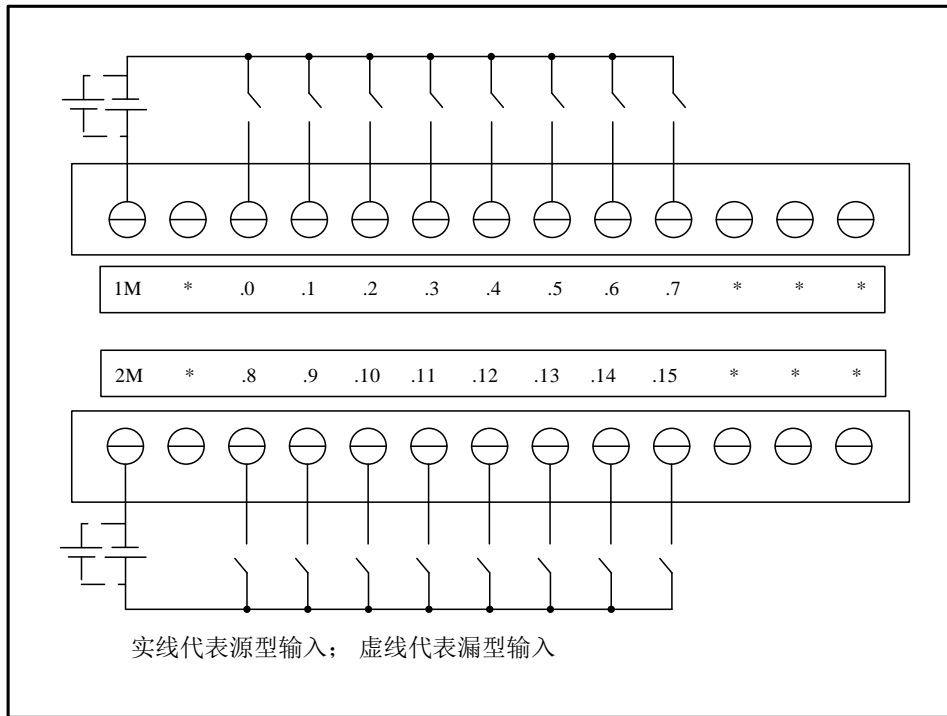 1M * .0 .1 .2 .3 .4 .5 .6 .7 * * *
2M * .8 .9 .10 .11 .12 .13 .14 .15 * * *
实线代表源型输入; 虚线代表漏型输入